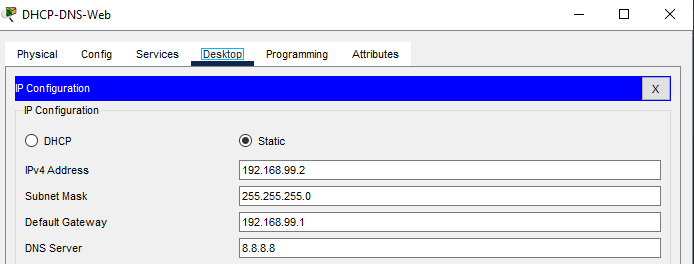 DHCP-DNS-Web
Physical Config Services Desktop Programming Attributes
IP Configuration X
IP Configuration
DHCP Static
IPv4 Address 192.168.99.2
Subnet Mask 255.255.255.0
Default Gateway 192.168.99.1
DNS Server 8.8.8.8